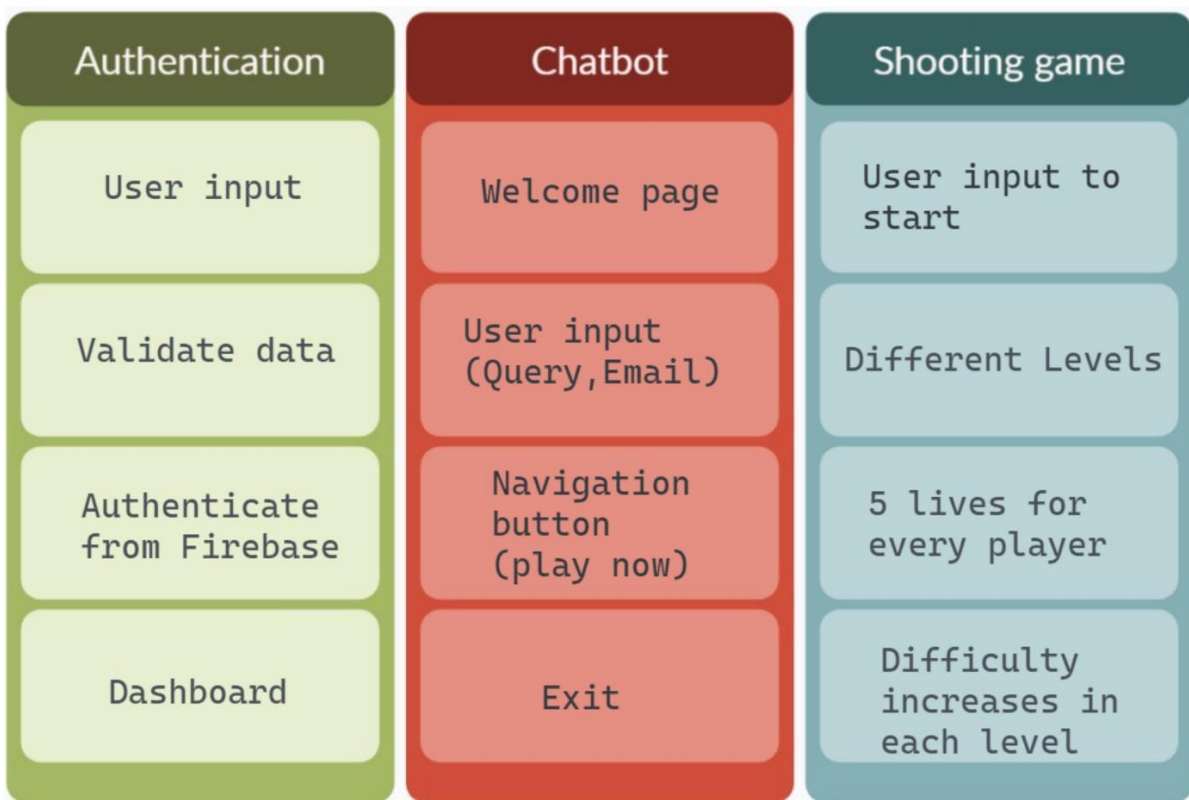 Authentication
User input
Validate data
Authenticate
from Firebase
Dashboard
Chatbot
Welcome page
User input
(Query,Email)
Navigation
button
(play now)
Exit
Shooting game
User input to
start
Different Levels
5 lives for
every player
Difficulty
increases in
each level